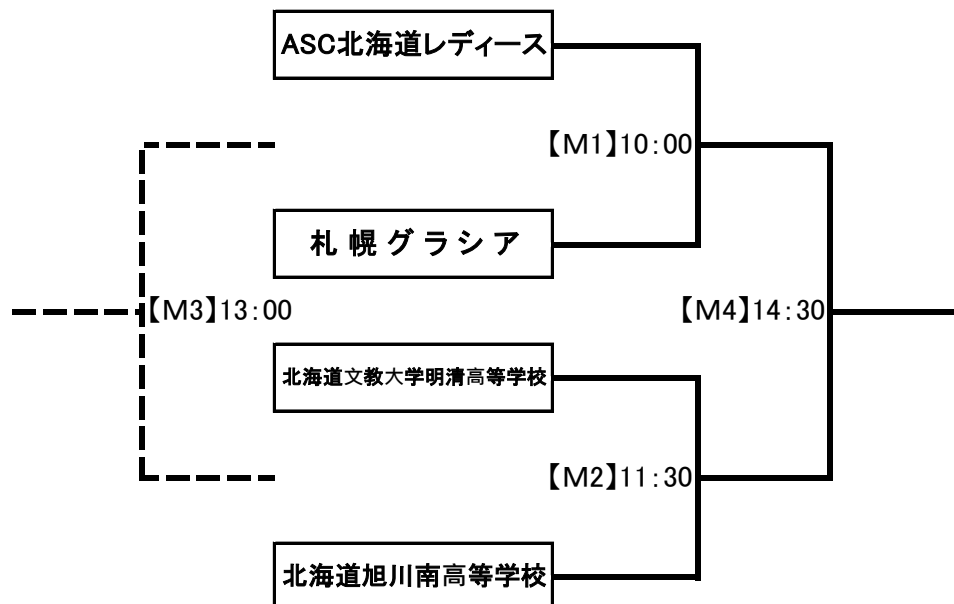 ASC北海道レディース
【M1】10:00
札幌グラシア
【M3】13:00
【M4】14:30
北海道文教大学明清高等学校
【M2】11:30
北海道旭川南高等学校